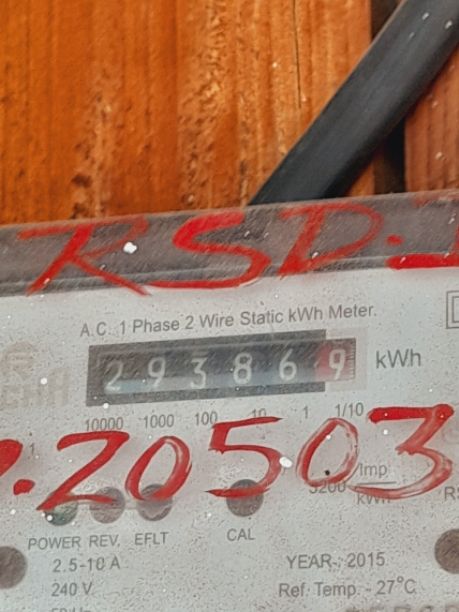 RSD.
A.C. 1 Phase 2 Wire Static kWh Meter.
293869 kWh
10000 1000 100 10 1 1/10
.20503
Imp
3200 kWh
POWER REV. EFLT CAL
2.5-10 A YEAR-: 2015
240 V Ref. Temp. - 27°C